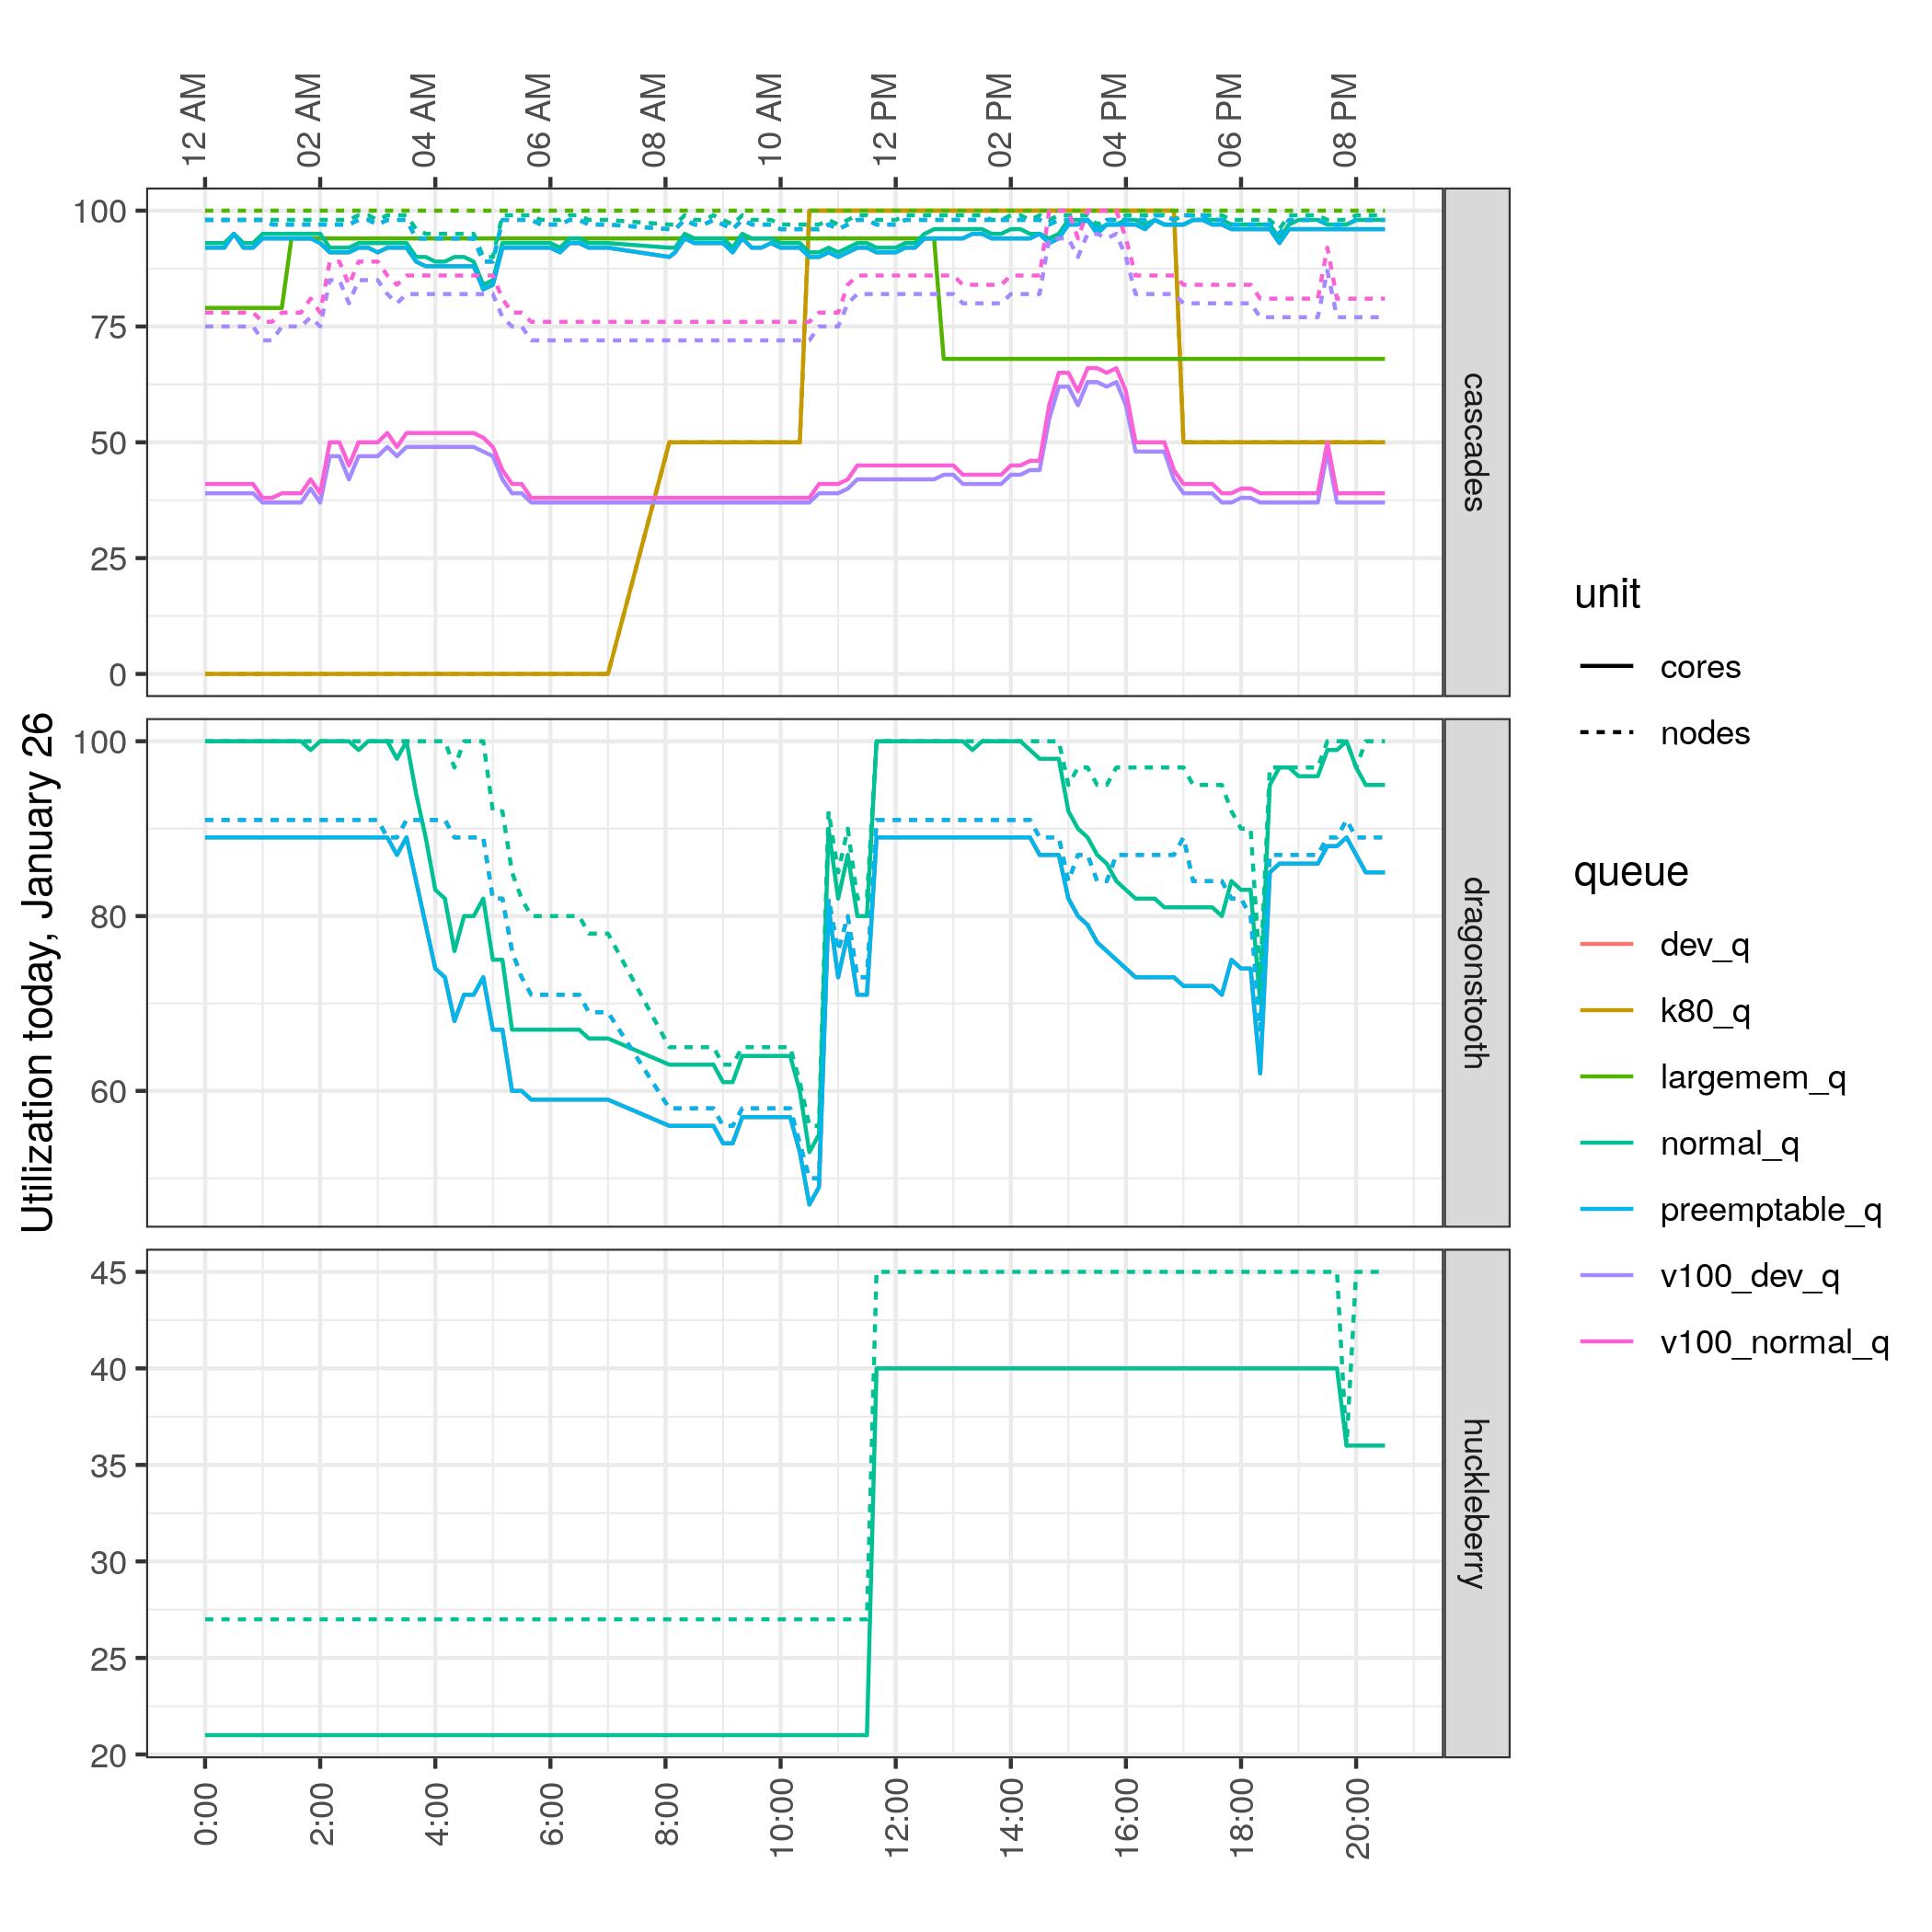 12 AM
02 AM
04 AM
06 AM
08 AM
10 AM
12 PM
02 PM
04 PM
06 PM
08 PM
Utilization today, January 26
100
75
50
25
0
cascades
100
80
60
dragonstooth
45
40
35
30
25
20
huckleberry
0:00
2:00
4:00
6:00
8:00
10:00
12:00
14:00
16:00
18:00
20:00
unit
cores
nodes
queue
dev_q
k80_q
largemem_q
normal_q
preemptable_q
v100_dev_q
v100_normal_q